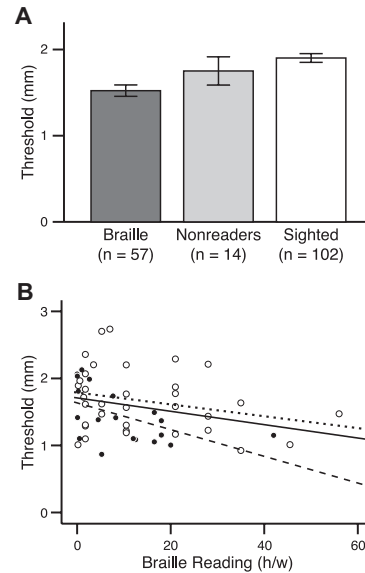 A
Threshold (mm)
2
1
0
Braille Nonreaders Sighted
(n = 57) (n = 14) (n = 102)
B
Threshold (mm)
3
2
1
0
0 20 40 60
Braille Reading (h/w)